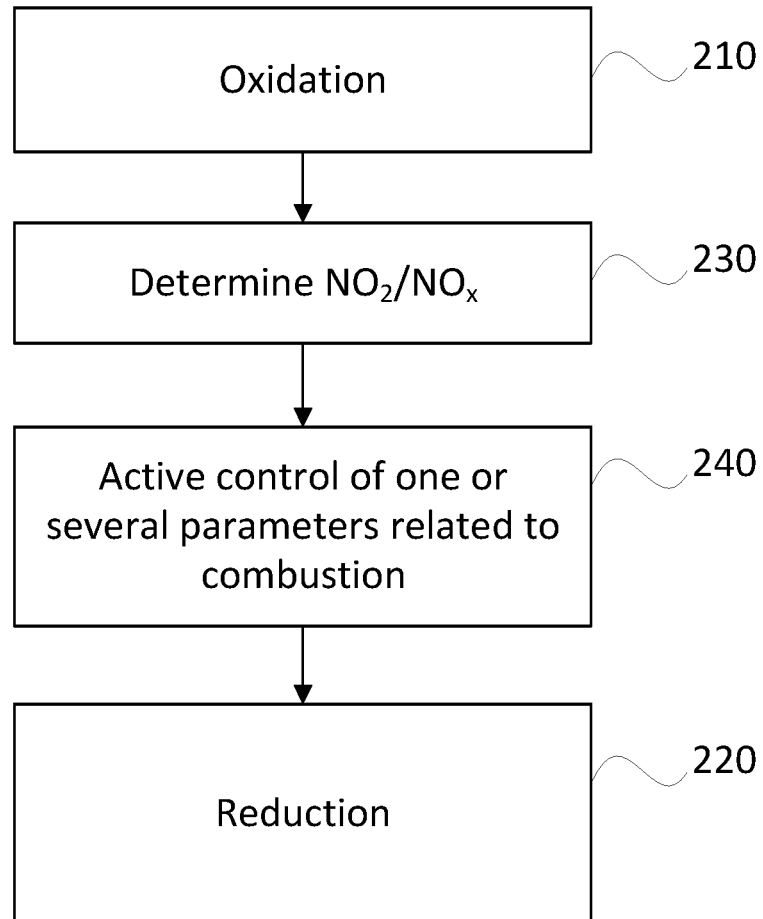 Oxidation
210
Determine NO₂/NOₓ
230
Active control of one or
several parameters related to
combustion
240
Reduction
220